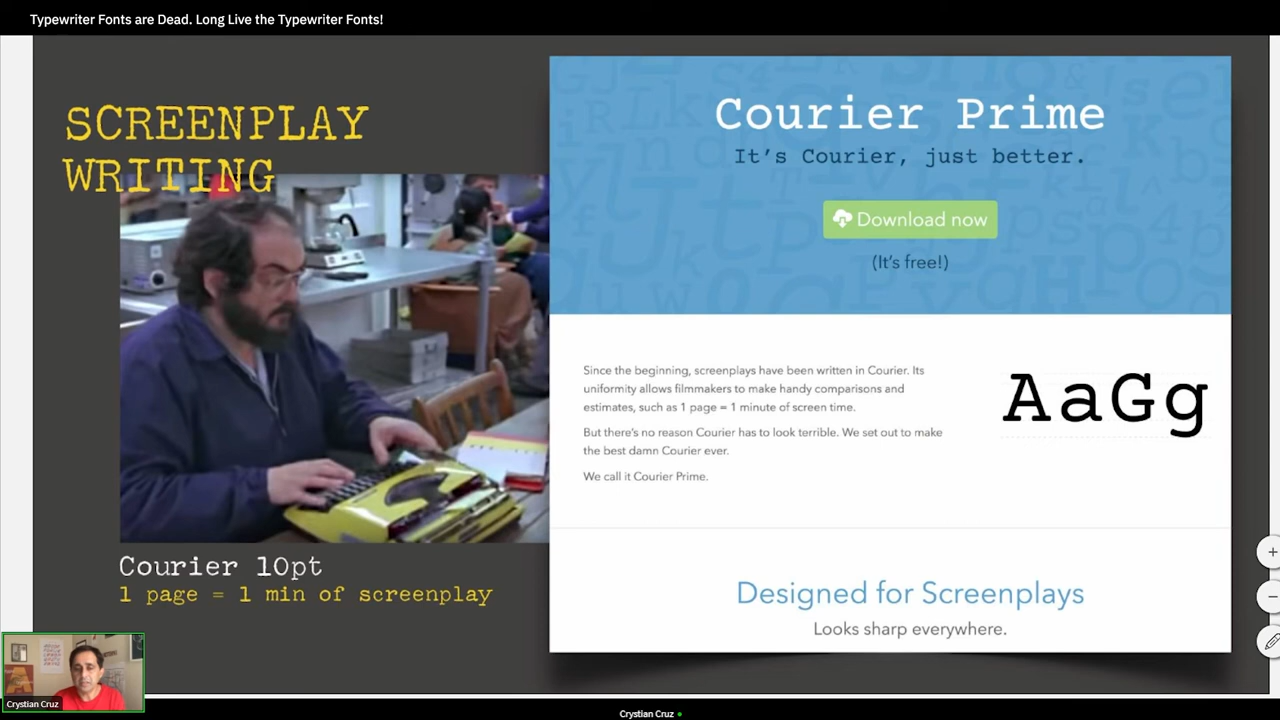 Typewriter Fonts are Dead. Long Live the Typewriter Fonts!
SCREENPLAY
WRITING
Courier 10pt
1 page = 1 min of screenplay
Courier Prime
It's Courier, just better.
Download now
(It's free!)
Since the beginning, screenplays have been written in Courier. Its
uniformity allows filmmakers to make handy comparisons and
estimates, such as 1 page = 1 minute of screen time.
But there's no reason Courier has to look terrible. We set out to make
the best damn Courier ever.
We call it Courier Prime.
AaGg
Designed for Screenplays
Looks sharp everywhere.
Crystian Cruz
Crystian Cruz